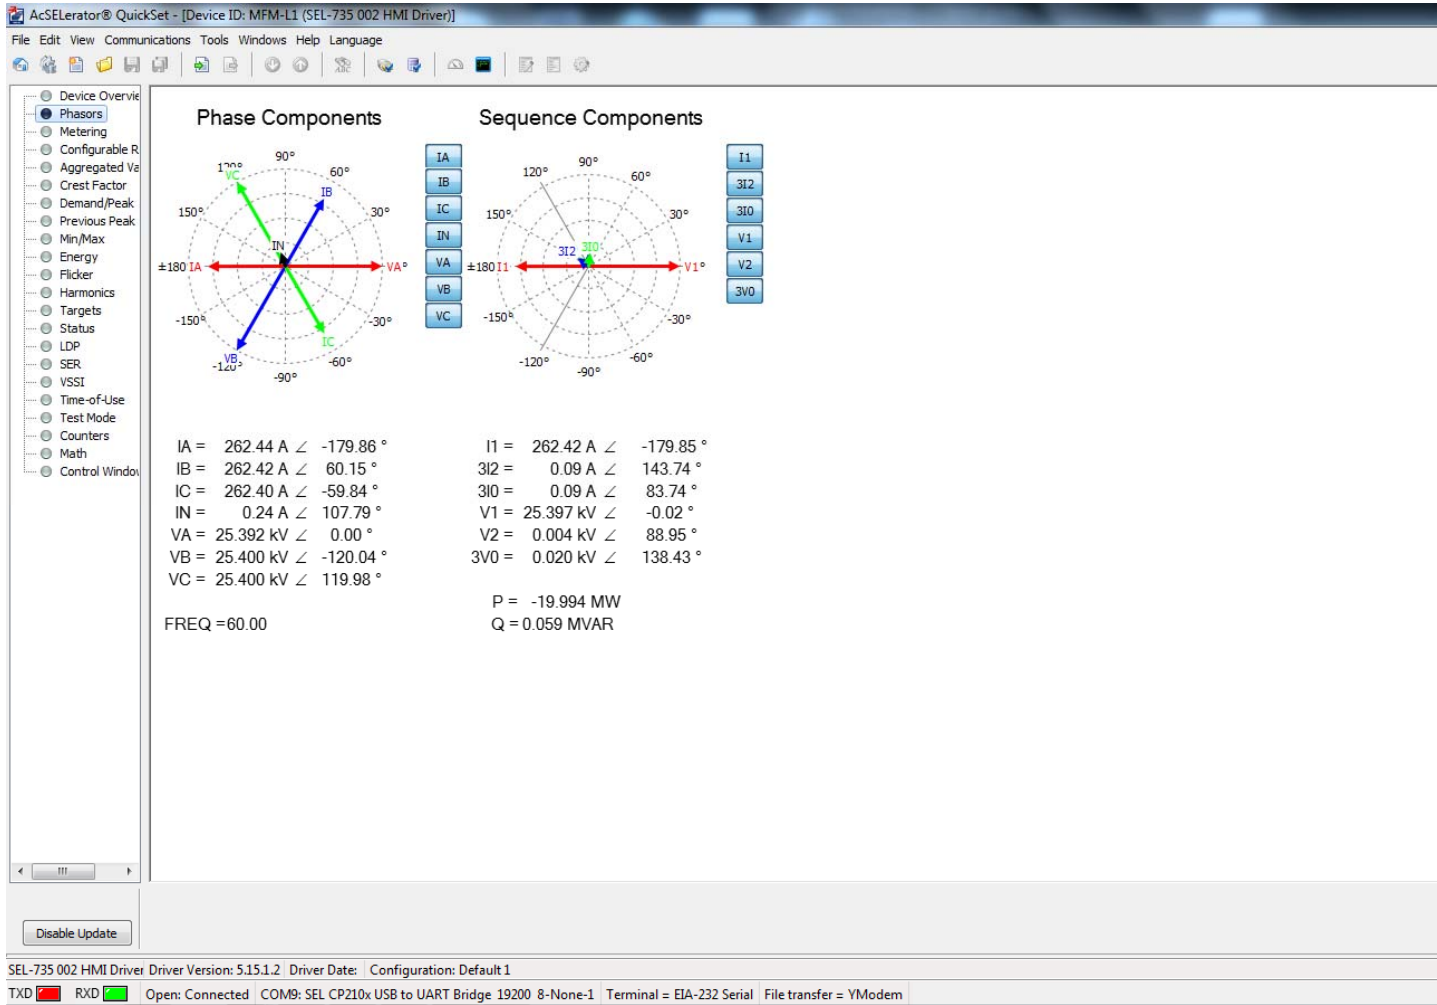 AcSELerator® QuickSet - [Device ID: MFM-L1 (SEL-735 002 HMI Driver)]
File Edit View Communications Tools Windows Help Language
Device Overvie
Phasors
Metering
Configurable R
Aggregated Va
Crest Factor
Demand/Peak
Previous Peak
Min/Max
Energy
Flicker
Harmonics
Targets
Status
LDP
SER
VSSI
Time-of-Use
Test Mode
Counters
Math
Control Window
Phase Components
90°
120°
VC
60°
IB
150°
30°
IN
±180 IA
VA°
-150°
-30°
IC
VB
-120°
-60°
-90°
IA
IB
IC
IN
VA
VB
VC
Sequence Components
90°
120°
60°
150°
30°
3I2 3I0
±180 I1
V1°
-150°
-30°
-120°
-60°
-90°
I1
3I2
3I0
V1
V2
3V0
IA = 262.44 A ∠ -179.86 °
IB = 262.42 A ∠ 60.15 °
IC = 262.40 A ∠ -59.84 °
IN = 0.24 A ∠ 107.79 °
VA = 25.392 kV ∠ 0.00 °
VB = 25.400 kV ∠ -120.04 °
VC = 25.400 kV ∠ 119.98 °
FREQ =60.00
I1 = 262.42 A ∠ -179.85 °
3I2 = 0.09 A ∠ 143.74 °
3I0 = 0.09 A ∠ 83.74 °
V1 = 25.397 kV ∠ -0.02 °
V2 = 0.004 kV ∠ 88.95 °
3V0 = 0.020 kV ∠ 138.43 °
P = -19.994 MW
Q = 0.059 MVAR
Disable Update
SEL-735 002 HMI Driver Driver Version: 5.15.1.2 Driver Date: Configuration: Default 1
TXD RXD Open: Connected COM9: SEL CP210x USB to UART Bridge 19200 8-None-1 Terminal = EIA-232 Serial File transfer = YModem